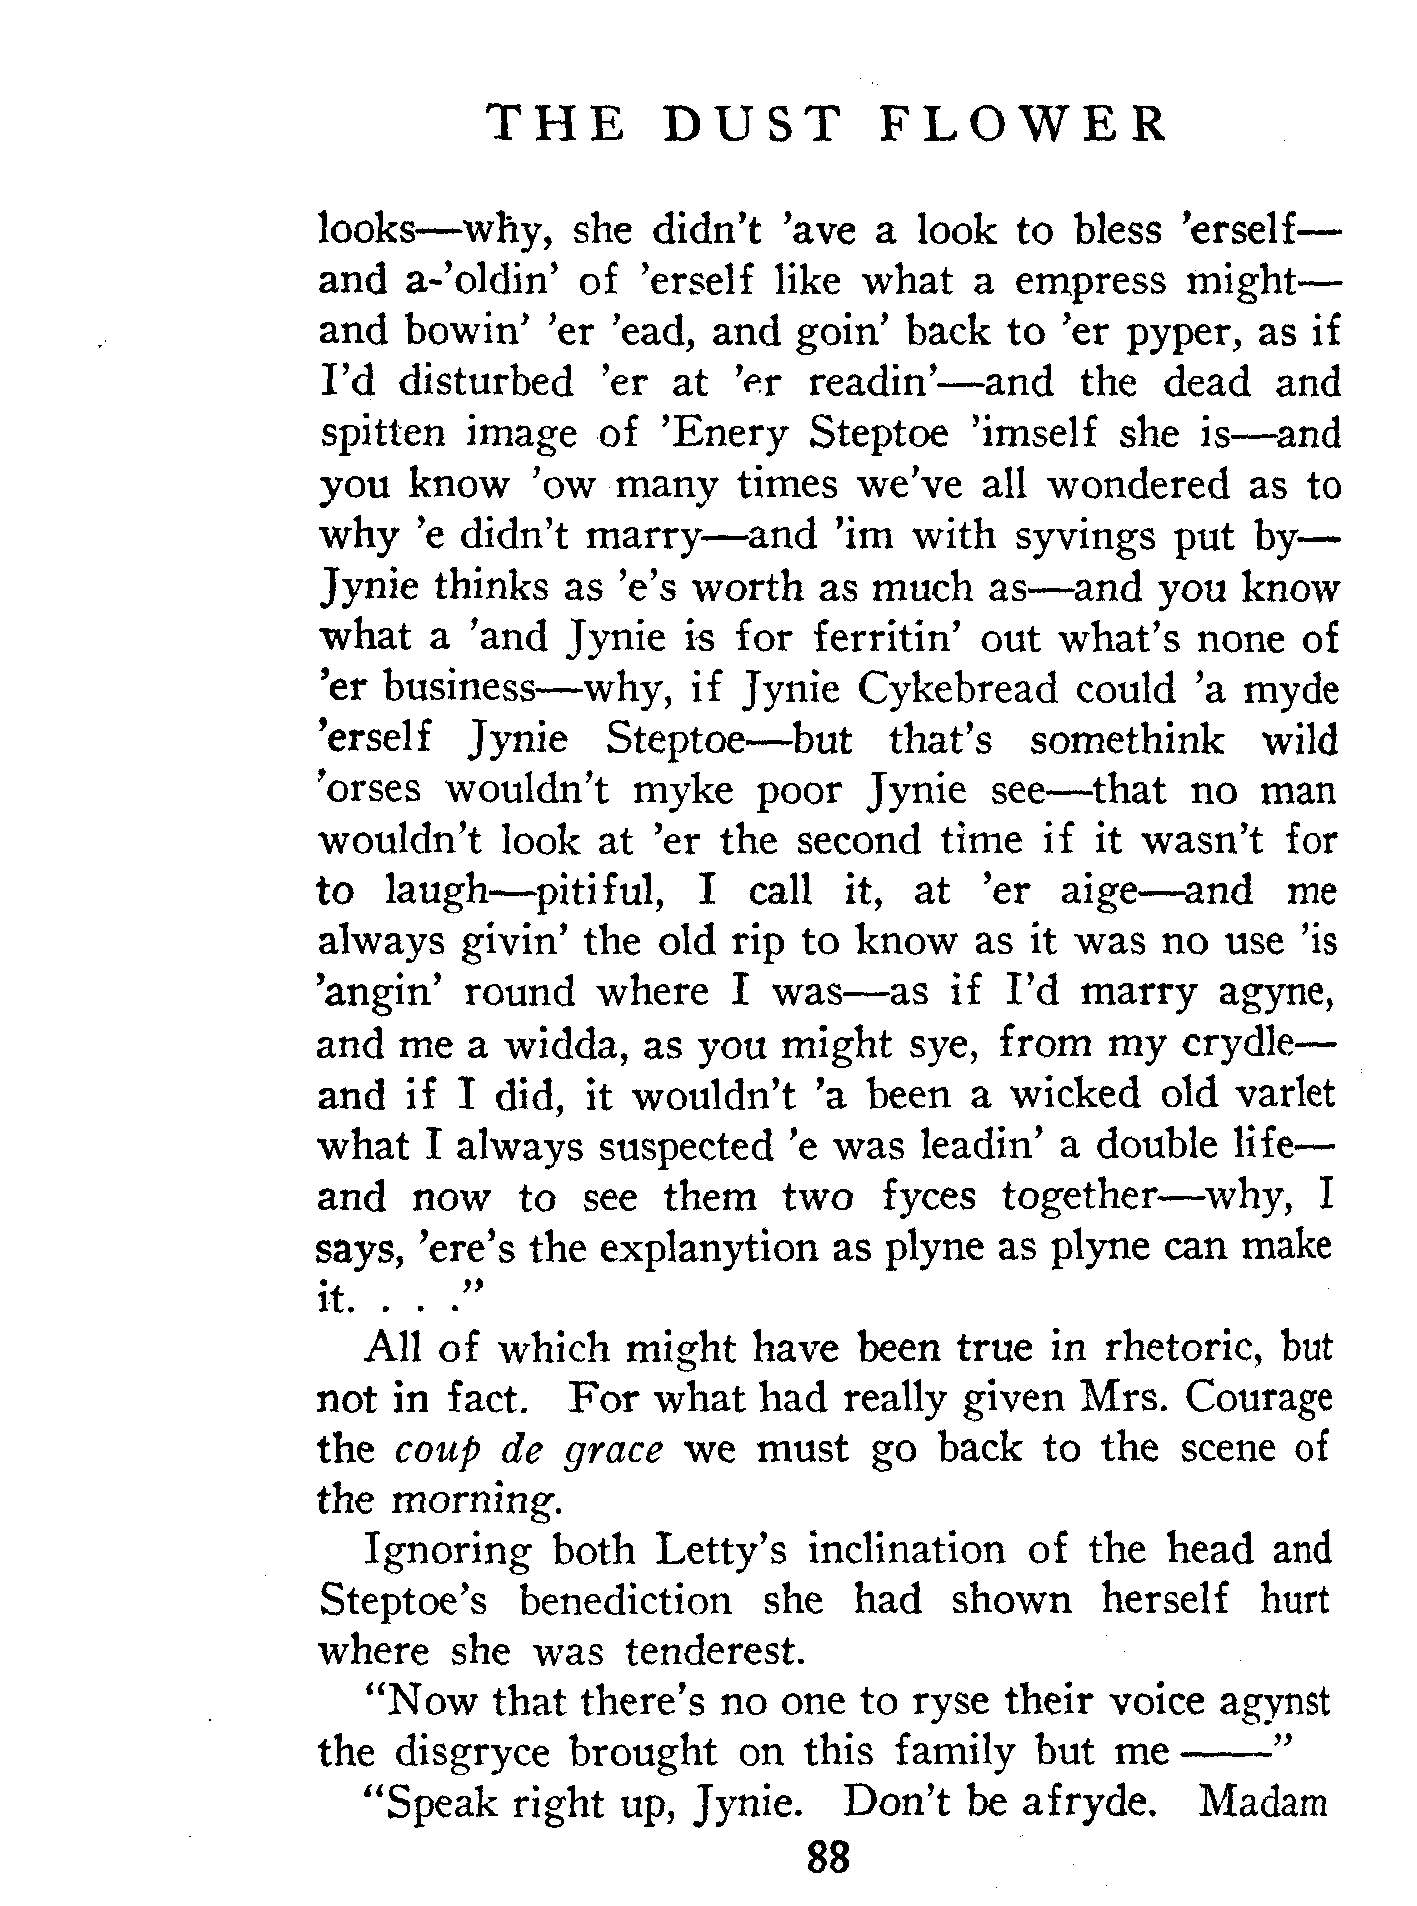 THE DUST FLOWER
looks—why, she didn't 'ave a look to bless 'erself—
and a-'oldin' of 'erself like what a empress might—
and bowin' 'er 'ead, and goin' back to 'er pyper, as if
I'd disturbed 'er at 'er readin'—and the dead and
spitten image of 'Enery Steptoe 'imself she is—and
you know 'ow many times we've all wondered as to
why 'e didn't marry—and 'im with syvings put by—
Jynie thinks as 'e's worth as much as—and you know
what a 'and Jynie is for ferritin' out what's none of
'er business—why, if Jynie Cykebread could 'a myde
'erself Jynie Steptoe—but that's somethink wild
'orses wouldn't myke poor Jynie see—that no man
wouldn't look at 'er the second time if it wasn't for
to laugh—pitiful, I call it, at 'er aige—and me
always givin' the old rip to know as it was no use 'is
'angin' round where I was—as if I'd marry agyne,
and me a widda, as you might sye, from my crydle—
and if I did, it wouldn't 'a been a wicked old varlet
what I always suspected 'e was leadin' a double life—
and now to see them two fyces together—why, I
says, 'ere's the explanytion as plyne as plyne can make
it. . . ."
All of which might have been true in rhetoric, but
not in fact. For what had really given Mrs. Courage
the coup de grace we must go back to the scene of
the morning.
Ignoring both Letty's inclination of the head and
Steptoe's benediction she had shown herself hurt
where she was tenderest.
"Now that there's no one to ryse their voice agynst
the disgryce brought on this family but me ——"
"Speak right up, Jynie. Don't be afryde. Madam
88